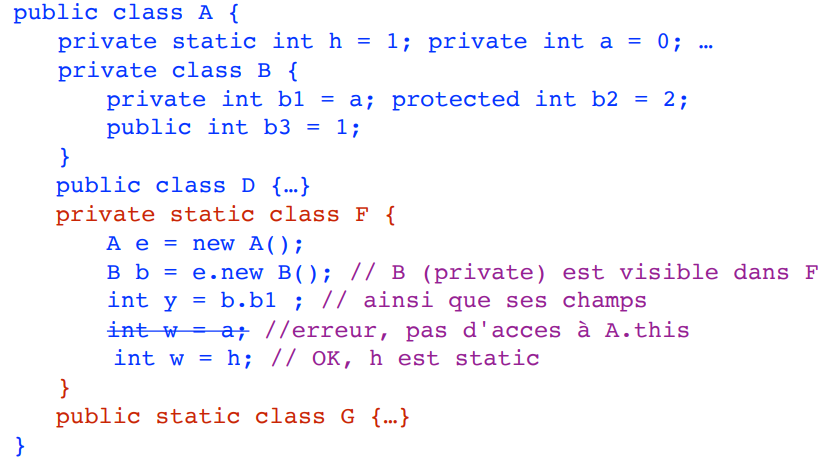 public class A {
private static int h = 1; private int a = 0; …
private class B {
private int b1 = a; protected int b2 = 2;
public int b3 = 1;
}
public class D {…}
private static class F {
A e = new A();
B b = e.new B(); // B (private) est visible dans F
int y = b.b1 ; // ainsi que ses champs
int w = a; //erreur, pas d'acces à A.this
int w = h; // OK, h est static
}
public static class G {…}
}